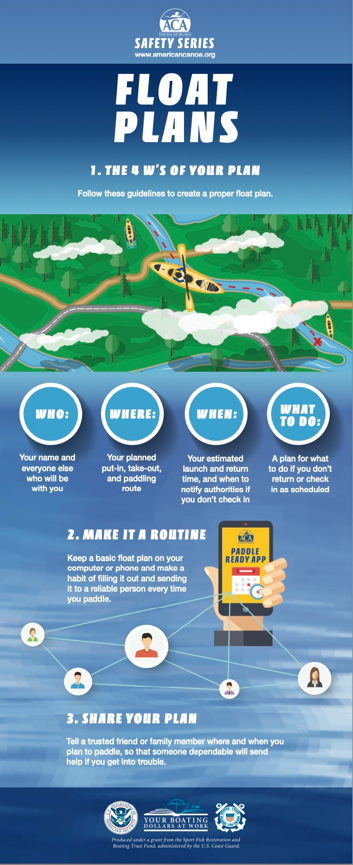 ACA
SAFETY SERIES
www.americancanoe.org
FLOAT
PLANS
1. THE 4 W'S OF YOUR PLAN
Follow these guidelines to create a proper float plan.
WHO:
Your name and
everyone else
who will be
with you
WHERE:
Your planned
put-in, take-out,
and paddling
route
WHEN:
Your estimated
launch and return
time, and when to
notify authorities if
you don't check in
WHAT
TO DO:
A plan for what
to do if you don't
return or check
in as scheduled
2. MAKE IT A ROUTINE
Keep a basic float plan on your
computer or phone and make a
habit of filling it out and sending
it to a reliable person every time
you paddle.
ACA
PADDLE
READY APP
3. SHARE YOUR PLAN
Tell a trusted friend or family member where and when you
plan to paddle, so that someone dependable will send
help if you get into trouble.
YOUR BOATING
DOLLARS AT WORK
Produced under a grant from the Sport Fish Restoration and
Boating Trust Fund, administered by the U.S. Coast Guard.